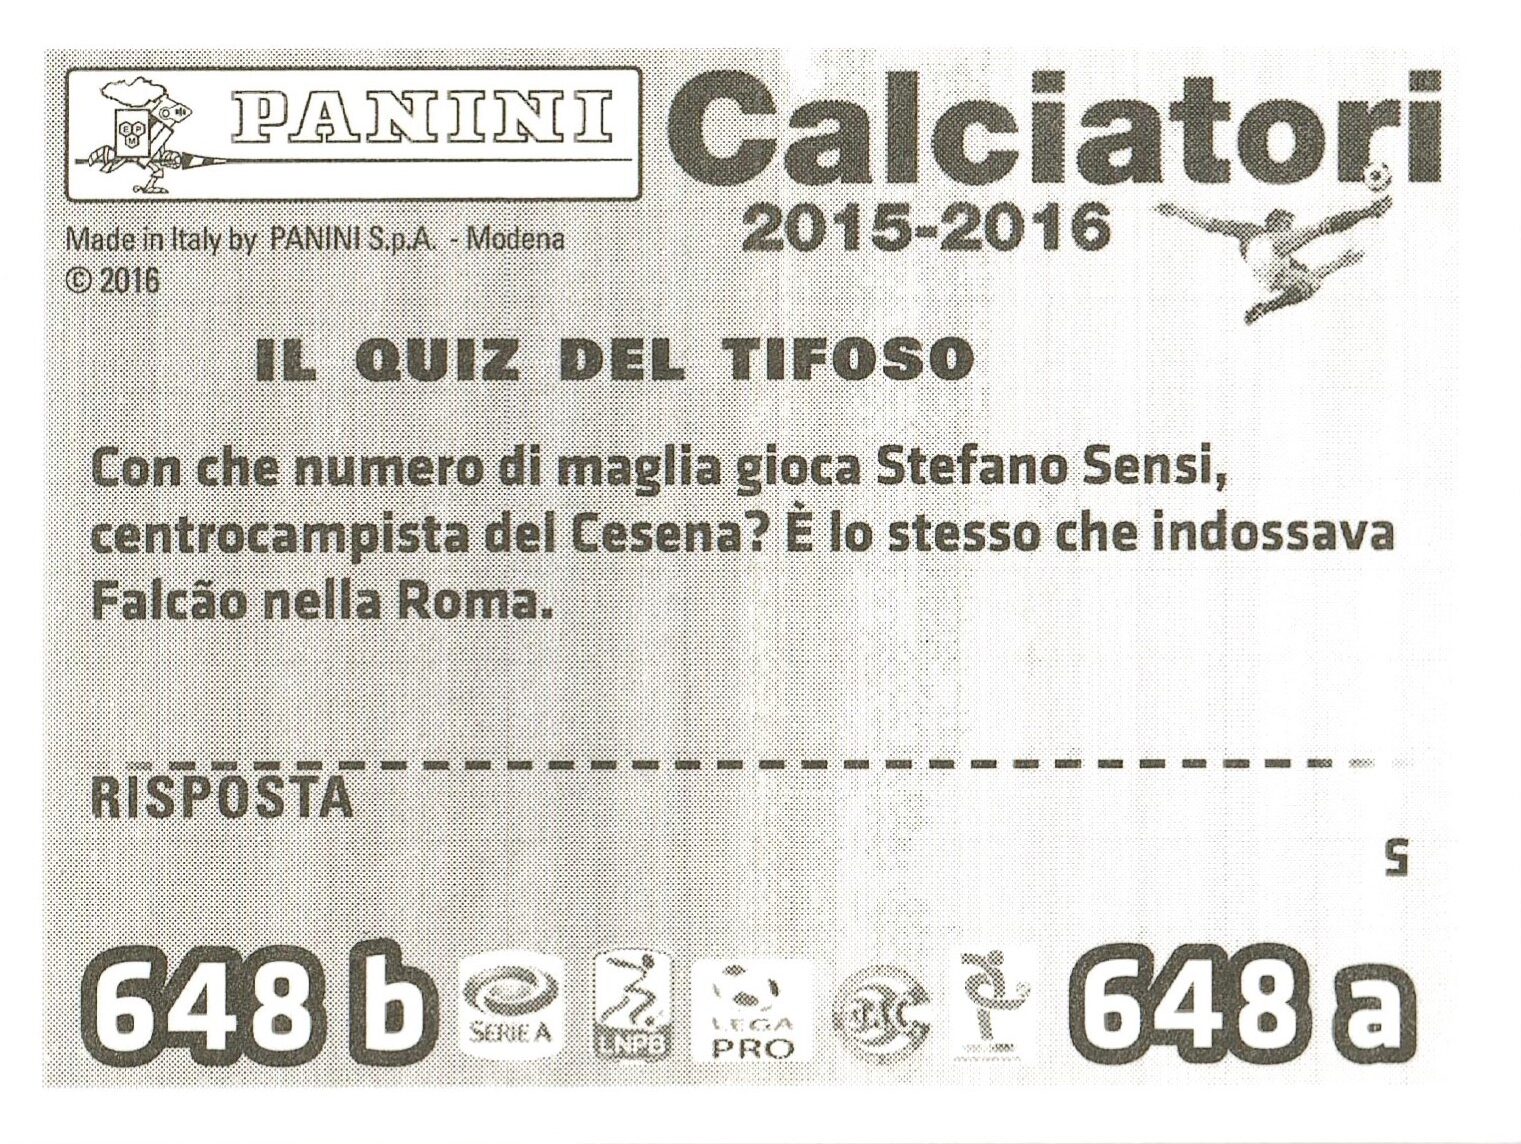 PANINI
Calciatori
2015-2016
Made in Italy by PANINI S.p.A. - Modena
© 2016
IL QUIZ DEL TIFOSO
Con che numero di maglia gioca Stefano Sensi,
centrocampista del Cesena? È lo stesso che indossava
Falcão nella Roma.
RISPOSTA
5
648 b
SERIE A
LNPB
LEGA
PRO
648 a